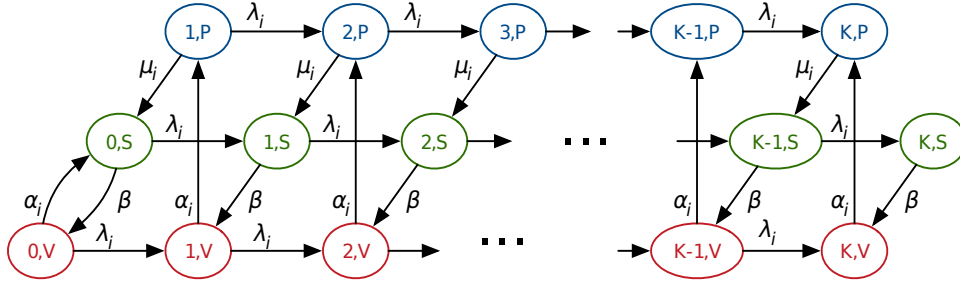 1,P λi 2,P λi 3,P K-1,P λi K,P
μi μi μi μi
0,S λi 1,S λi 2,S ... K-1,S λi K,S
αi β αi β αi β αi β αi β
0,V λi 1,V λi 2,V ... K-1,V λi K,V